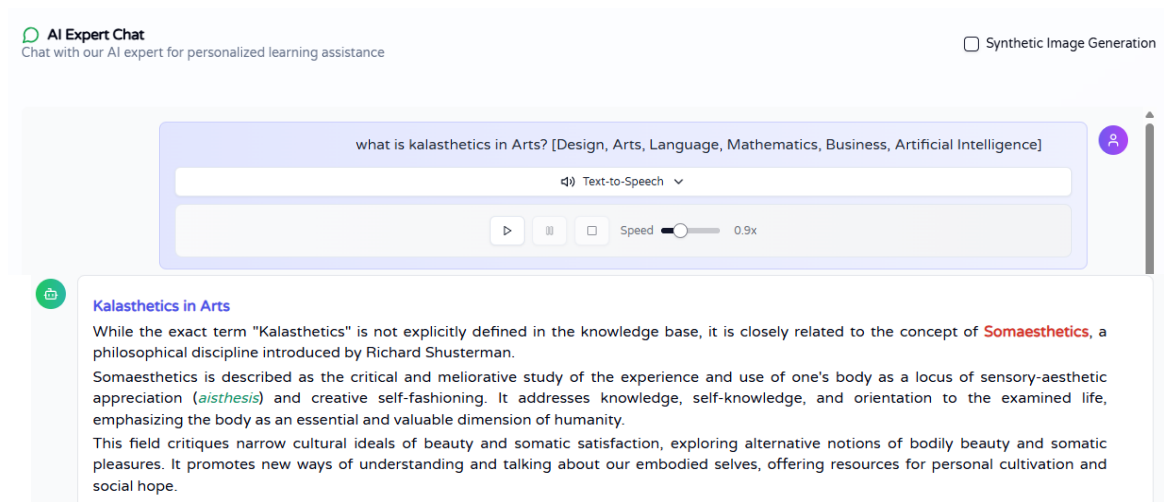 AI Expert Chat
Chat with our AI expert for personalized learning assistance
Synthetic Image Generation
what is kalasthetics in Arts? [Design, Arts, Language, Mathematics, Business, Artificial Intelligence]
Text-to-Speech
Speed 0.9x
Kalasthetics in Arts
While the exact term "Kalasthetics" is not explicitly defined in the knowledge base, it is closely related to the concept of Somaesthetics, a
philosophical discipline introduced by Richard Shusterman.
Somaesthetics is described as the critical and meliorative study of the experience and use of one's body as a locus of sensory-aesthetic
appreciation (aisthesis) and creative self-fashioning. It addresses knowledge, self-knowledge, and orientation to the examined life,
emphasizing the body as an essential and valuable dimension of humanity.
This field critiques narrow cultural ideals of beauty and somatic satisfaction, exploring alternative notions of bodily beauty and somatic
pleasures. It promotes new ways of understanding and talking about our embodied selves, offering resources for personal cultivation and
social hope.